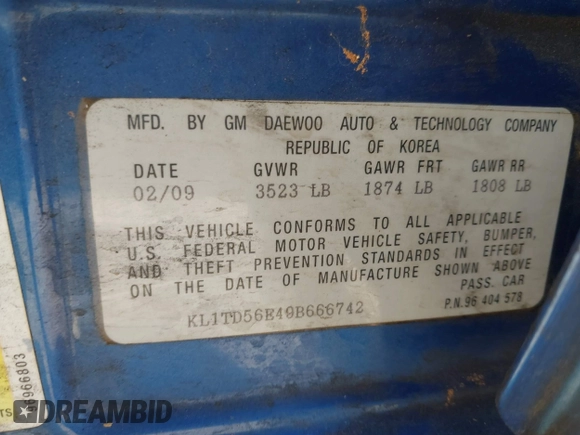 MFD. BY GM DAEWOO AUTO & TECHNOLOGY COMPANY
REPUBLIC OF KOREA
DATE GVWR GAWR FRT GAWR RR
02/09 3523 LB 1874 LB 1808 LB
THIS VEHICLE CONFORMS TO ALL APPLICABLE
U.S. FEDERAL MOTOR VEHICLE SAFETY, BUMPER,
AND THEFT PREVENTION STANDARDS IN EFFECT
ON THE DATE OF MANUFACTURE SHOWN ABOVE
PASS. CAR
KL1TD56E49B666742
P.N.96 404 578
96966803
TS
DREAMBID